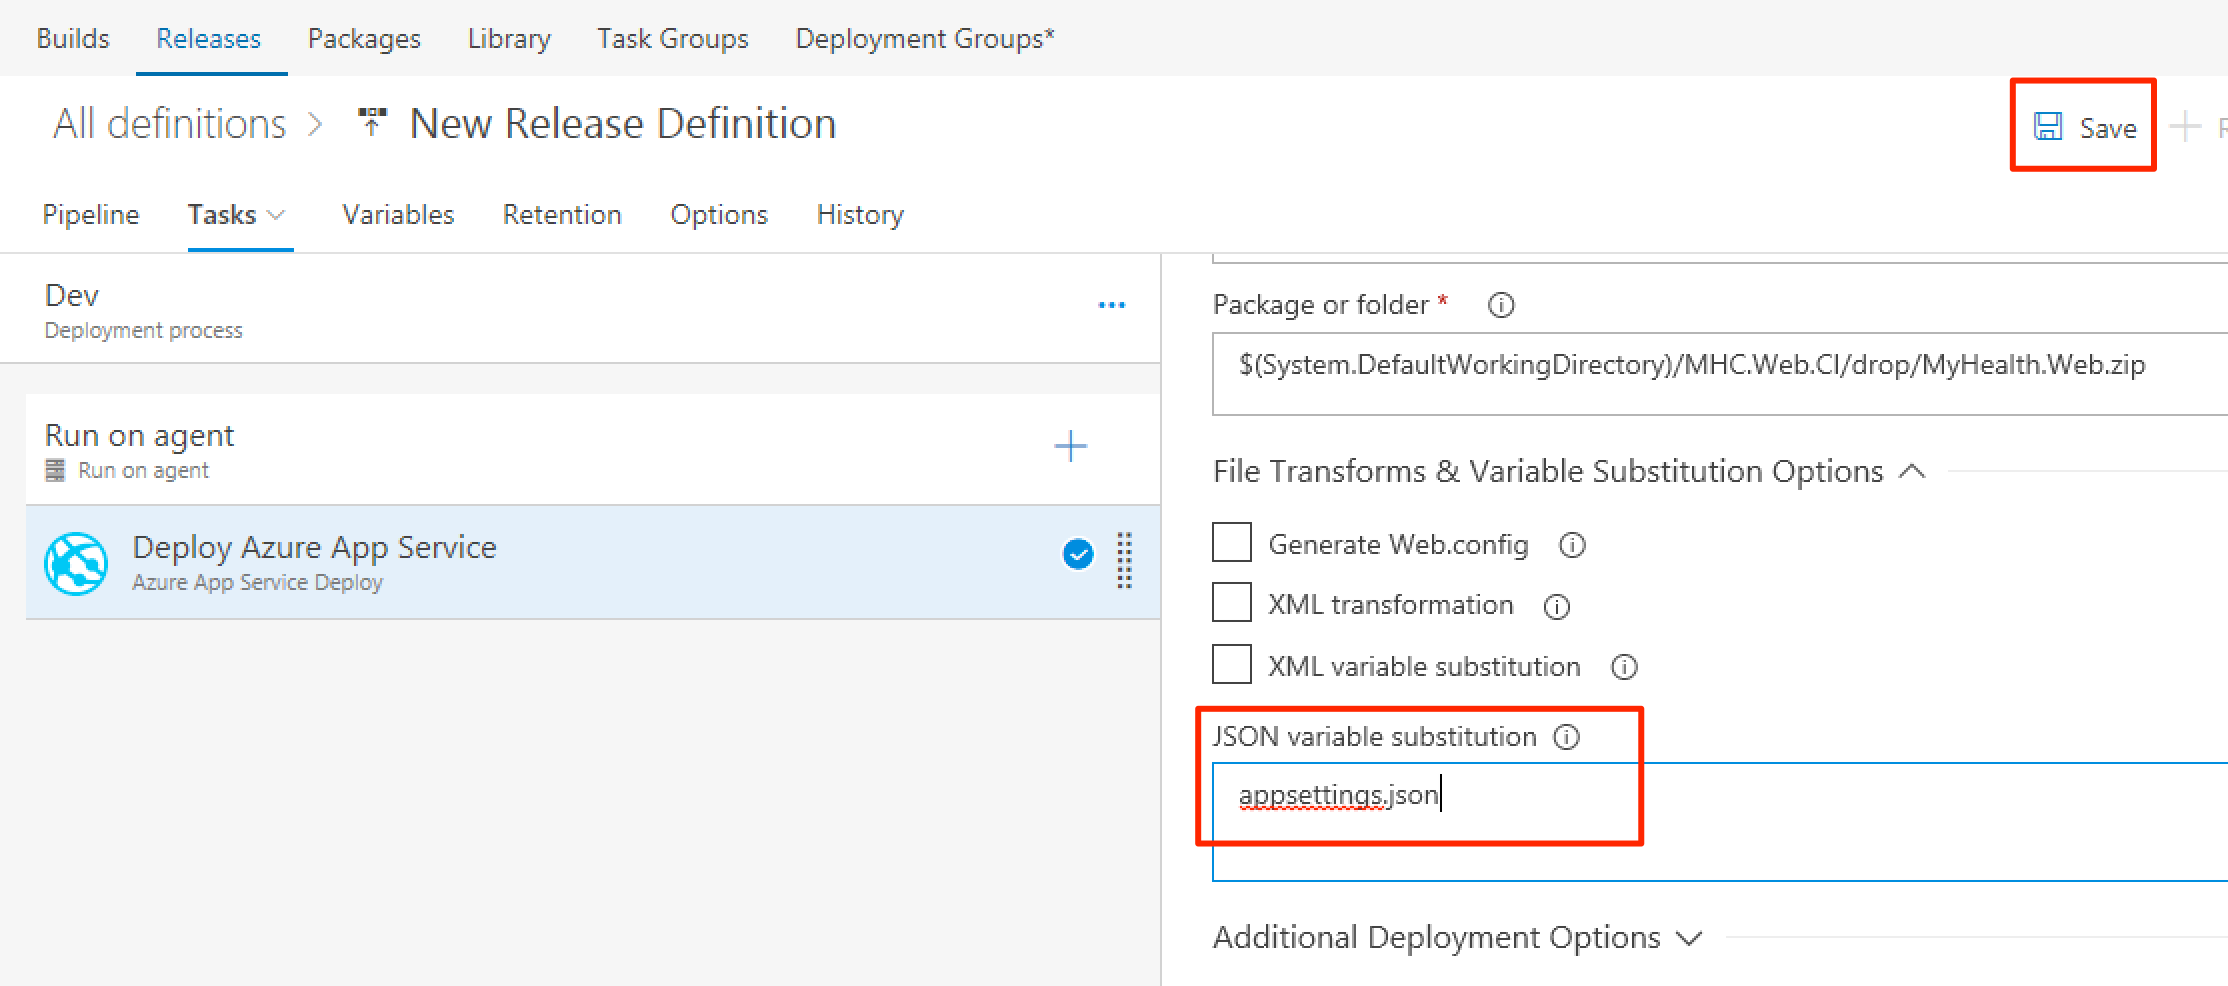 Builds Releases Packages Library Task Groups Deployment Groups*
All definitions > New Release Definition
Save
Pipeline Tasks Variables Retention Options History
Dev
Deployment process
Run on agent
Run on agent
Deploy Azure App Service
Azure App Service Deploy
Package or folder *
$(System.DefaultWorkingDirectory)/MHC.Web.CI/drop/MyHealth.Web.zip
File Transforms & Variable Substitution Options
Generate Web.config
XML transformation
XML variable substitution
JSON variable substitution
appsettings.json
Additional Deployment Options